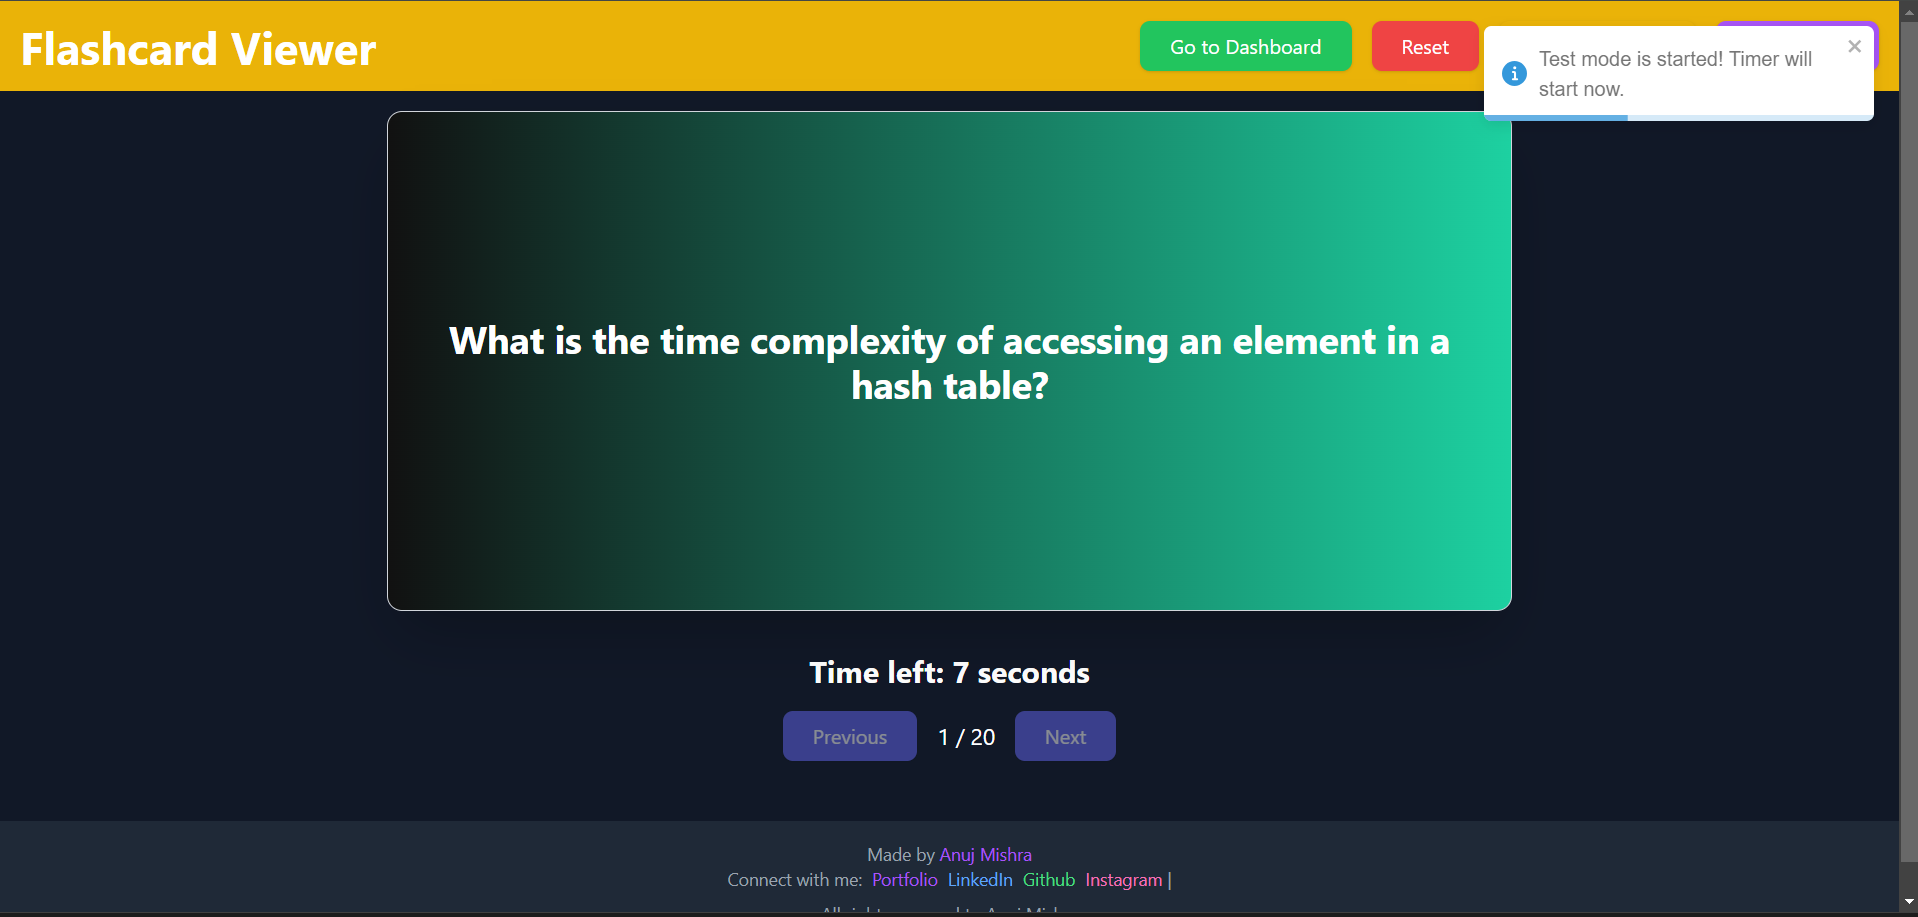 Flashcard Viewer
Go to Dashboard
Reset
Test mode is started! Timer will
start now.
What is the time complexity of accessing an element in a
hash table?
Time left: 7 seconds
Previous
1 / 20
Next
Made by Anuj Mishra
Connect with me: Portfolio LinkedIn Github Instagram |